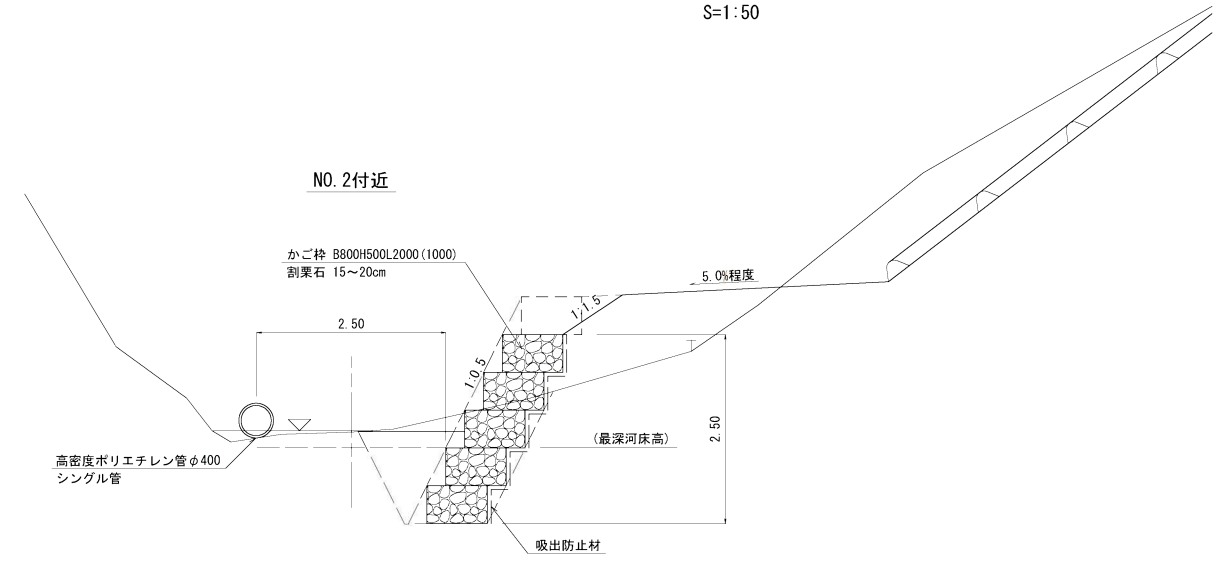 S=1:50
NO.2付近
かご枠 B800H500L2000(1000)
割栗石 15～20cm
5.0%程度
1:1.5
2.50
1:0.5
2.50
(最深河床高)
高密度ポリエチレン管φ400
シングル管
吸出防止材